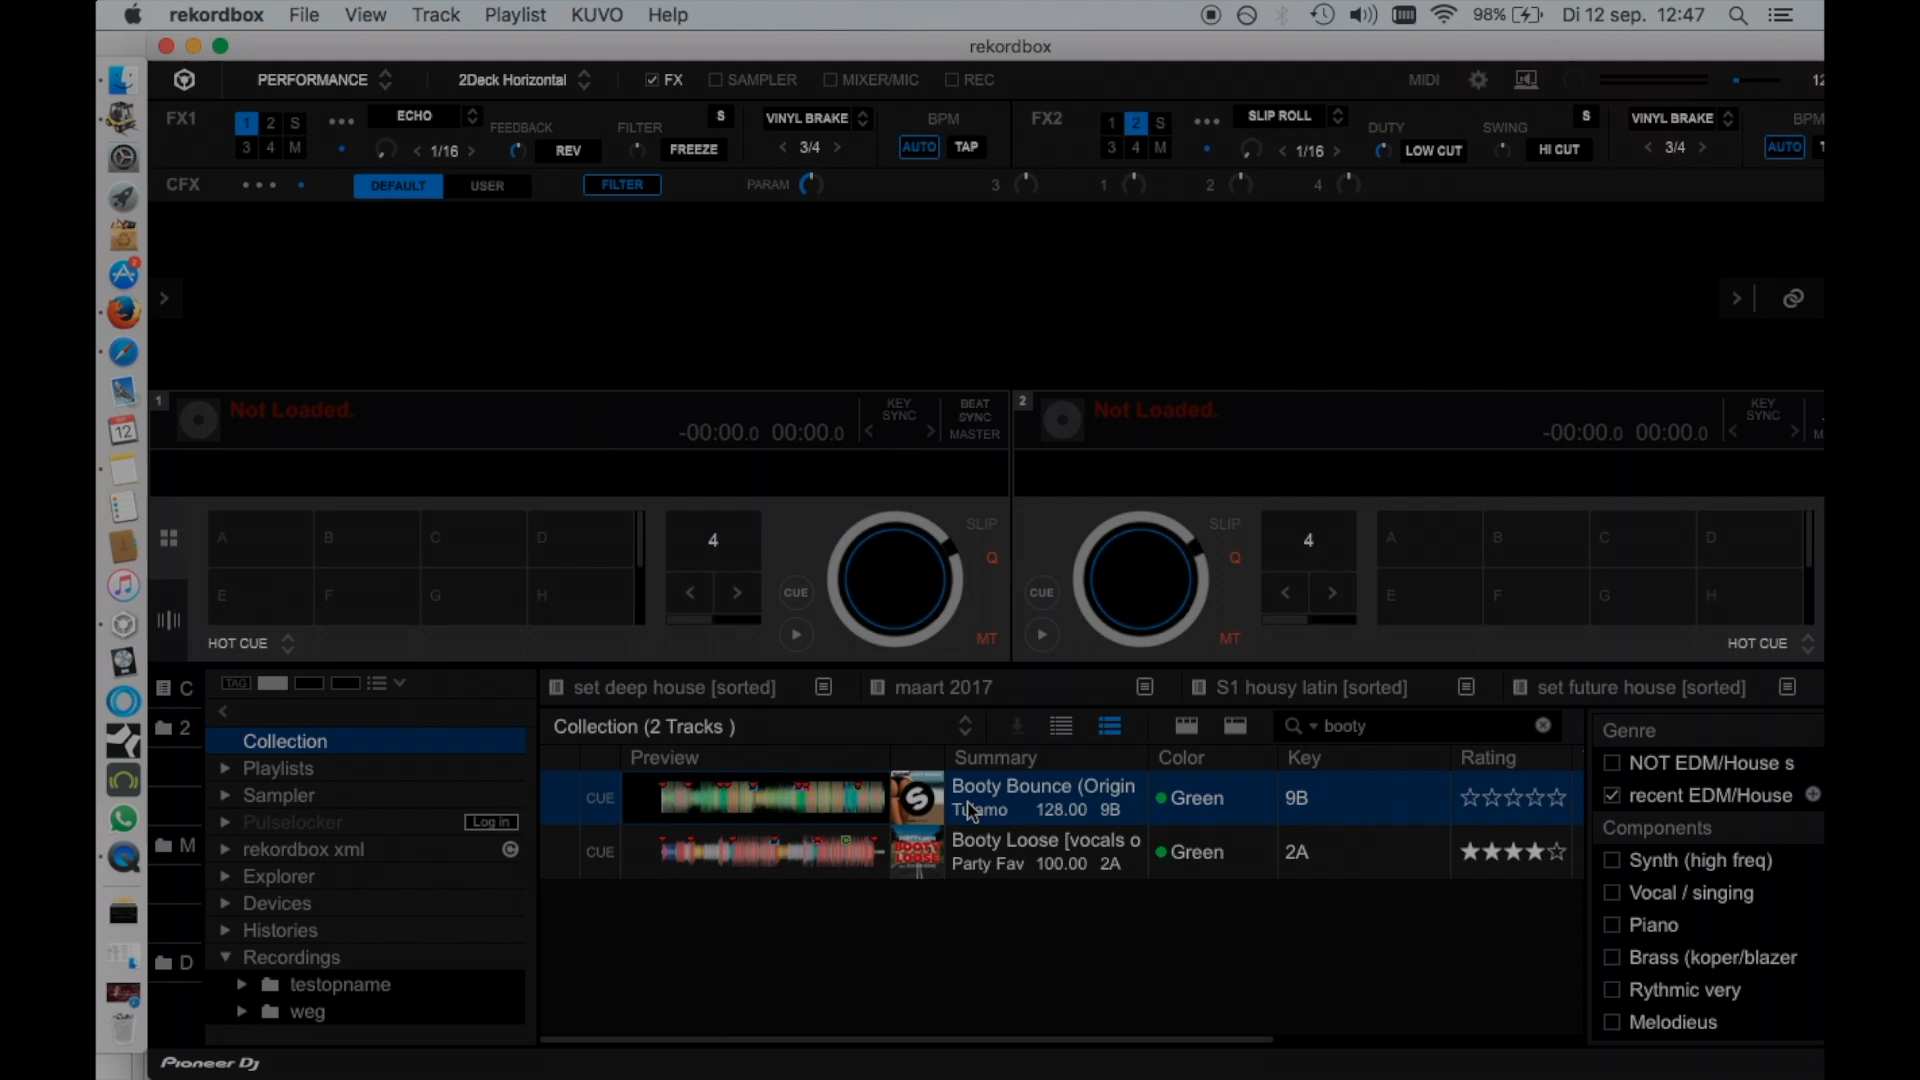 rekordbox File View Track Playlist KUVO Help 98% Di 12 sep. 12:47
rekordbox
PERFORMANCE 2Deck Horizontal FX SAMPLER MIXER/MIC REC MIDI 12
FX1 1 2 S ECHO S VINYL BRAKE BPM FX2 1 2 S SLIP ROLL S VINYL BRAKE BPM
FEEDBACK FILTER DUTY SWING
3 4 M < 1/16 > REV FREEZE < 3/4 > AUTO TAP 3 4 M < 1/16 > LOW CUT HI CUT < 3/4 > AUTO T
CFX DEFAULT USER FILTER PARAM 3 1 2 4
1 Not Loaded. KEY SYNC BEAT SYNC 2 Not Loaded. KEY SYNC
-00:00.0 00:00.0 < > MASTER -00:00.0 00:00.0 < > M
A B C D 4 SLIP SLIP 4 A B C D
Q Q
E F G H < > CUE CUE < > E F G H
HOT CUE MT MT HOT CUE
C TAG set deep house [sorted] maart 2017 S1 housy latin [sorted] set future house [sorted]
2 Collection (2 Tracks ) booty Genre
Collection Preview Summary Color Key Rating NOT EDM/House s
Playlists Booty Bounce (Origin
Sampler CUE 128.00 9B Green 9B recent EDM/House
Pulselocker Log in Components
M rekordbox xml CUE Booty Loose [vocals o Green 2A Synth (high freq)
Party Fav 100.00 2A
Explorer Vocal / singing
Devices Piano
Histories Brass (koper/blazer
D Recordings
testopname Rythmic very
weg Melodieus
Pioneer Dj